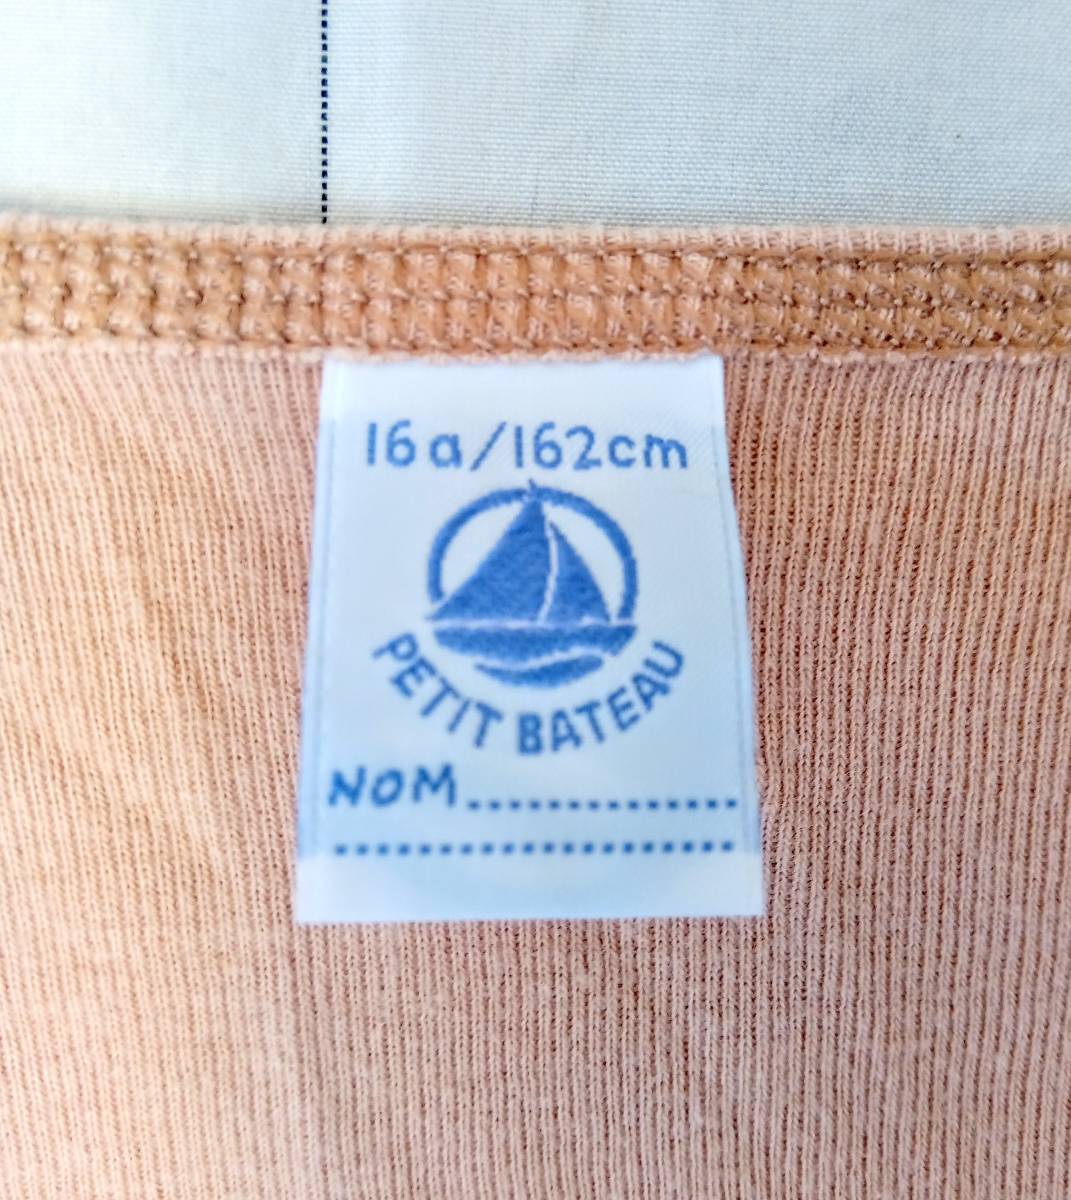 16a/162cm
PETIT BATEAU
NOM....................
....................